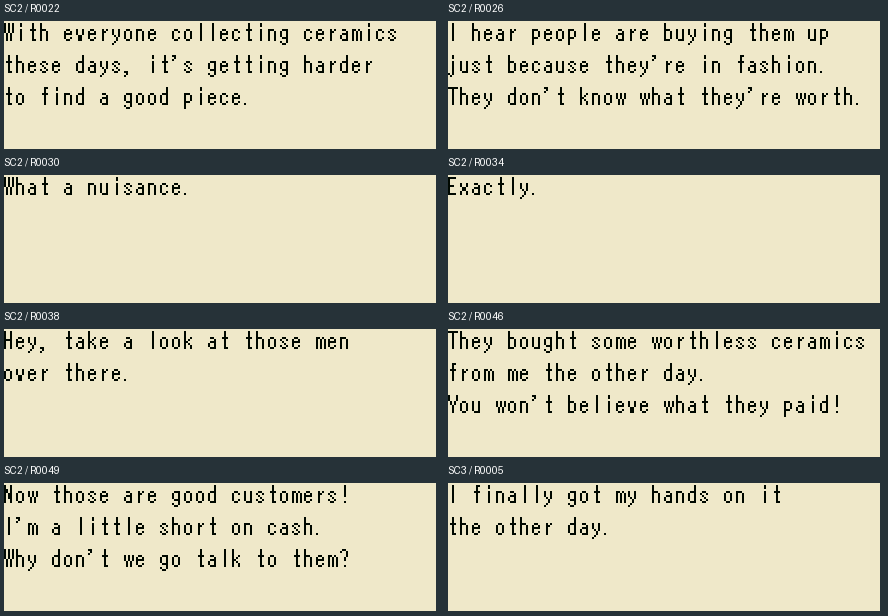 SC2/R0022
With everyone collecting ceramics
these days, it's getting harder
to find a good piece.
SC2/R0026
I hear people are buying them up
just because they're in fashion.
They don't know what they're worth.
SC2/R0030
What a nuisance.
SC2/R0034
Exactly.
SC2/R0038
Hey, take a look at those men
over there.
SC2/R0046
They bought some worthless ceramics
from me the other day.
You won't believe what they paid!
SC2/R0049
Now those are good customers!
I'm a little short on cash.
Why don't we go talk to them?
SC3/R0005
I finally got my hands on it
the other day.